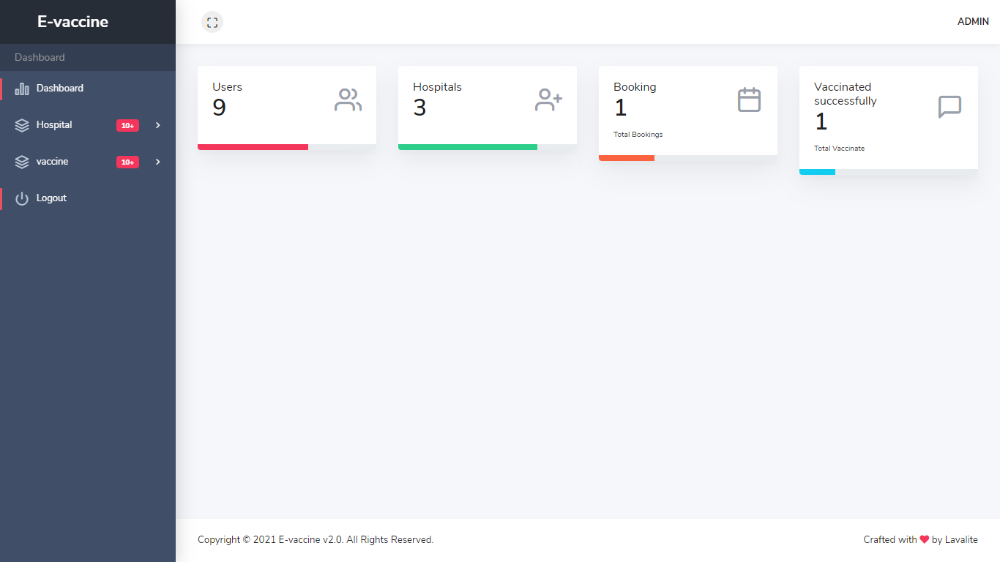 E-vaccine
ADMIN
Dashboard
Dashboard
Hospital 10+
vaccine 10+
Logout
Users
9
Hospitals
3
Booking
1
Total Bookings
Vaccinated
successfully
1
Total Vaccinate
Copyright © 2021 E-vaccine v2.0. All Rights Reserved.
Crafted with ❤ by Lavalite